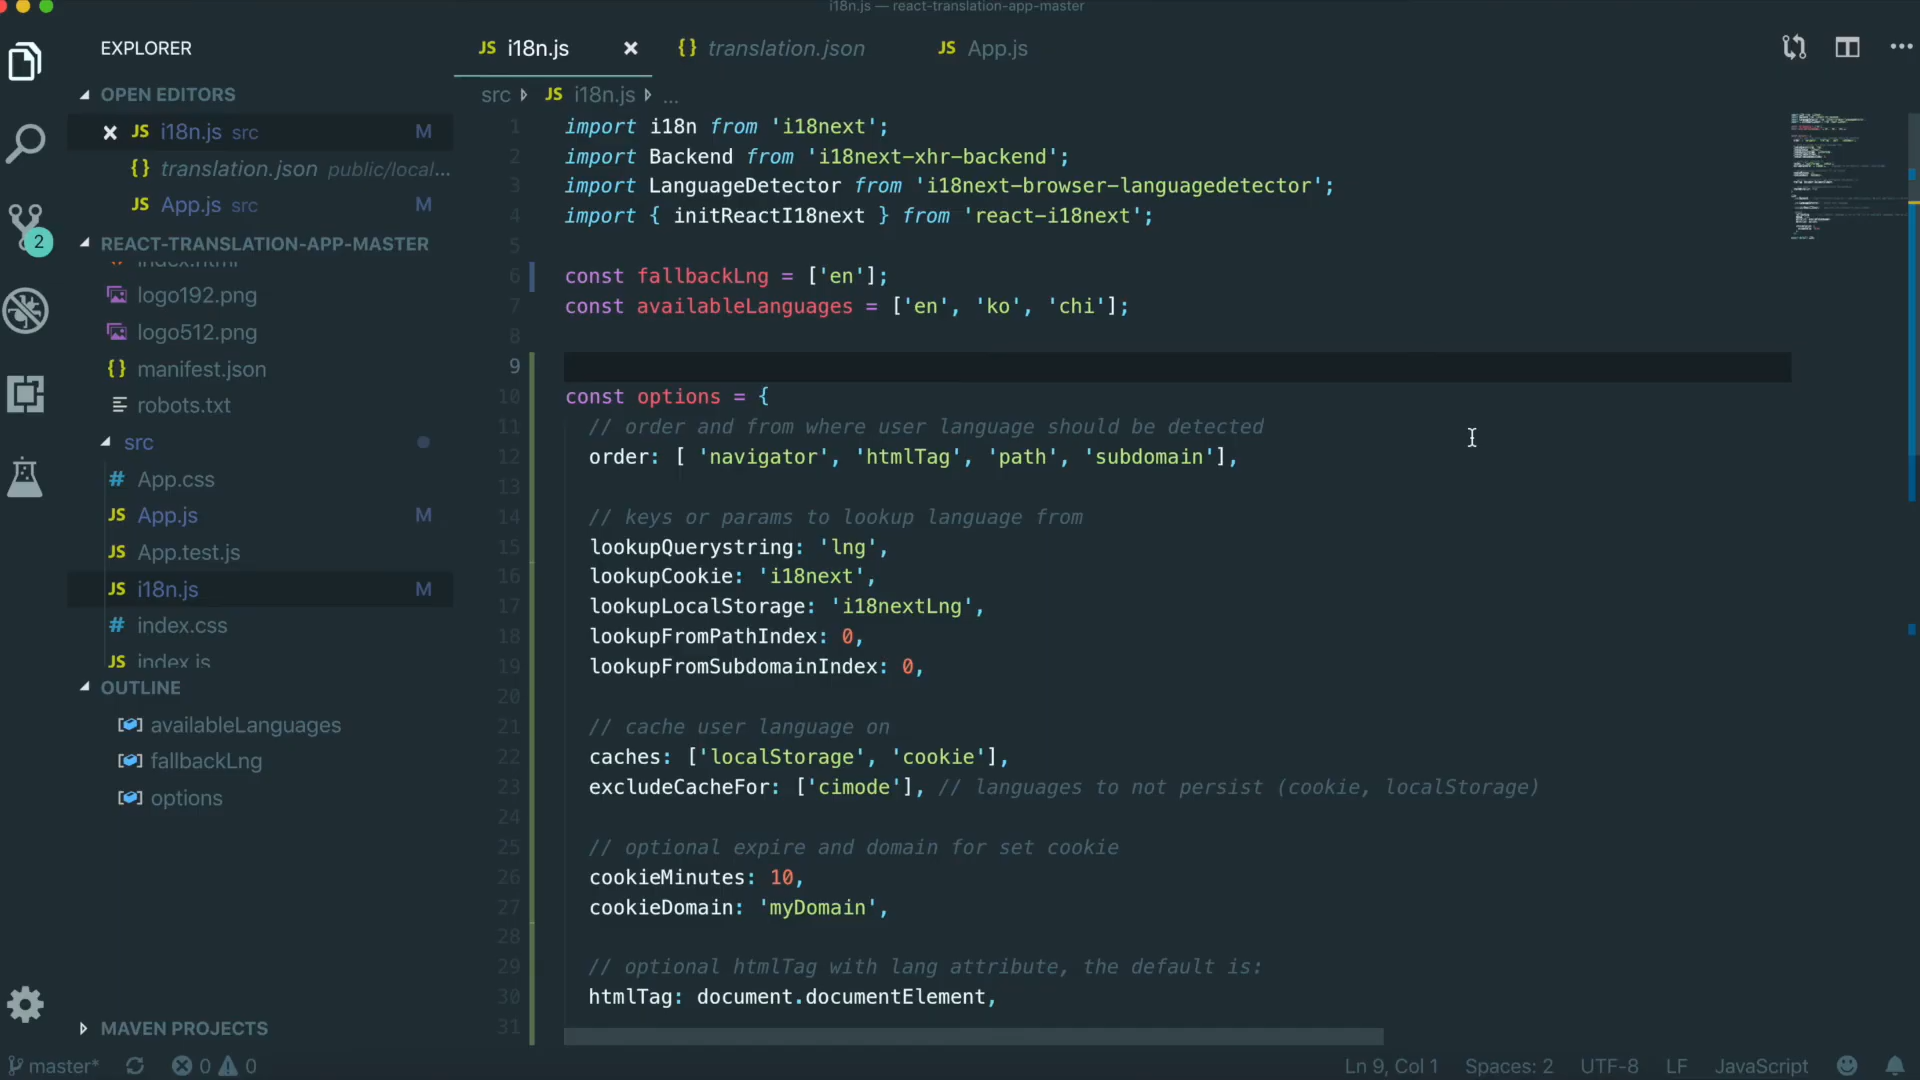 i18n.js — react-translation-app-master
EXPLORER
OPEN EDITORS
i18n.js src M
translation.json public/local...
App.js src M
2
REACT-TRANSLATION-APP-MASTER
index.html
logo192.png
logo512.png
manifest.json
robots.txt
src
App.css
App.js M
App.test.js
i18n.js M
index.css
index.js
OUTLINE
availableLanguages
fallbackLng
options
MAVEN PROJECTS
JS i18n.js {} translation.json JS App.js
src JS i18n.js ...
1 import i18n from 'i18next';
2 import Backend from 'i18next-xhr-backend';
3 import LanguageDetector from 'i18next-browser-languagedetector';
4 import { initReactI18next } from 'react-i18next';
5
6 const fallbackLng = ['en'];
7 const availableLanguages = ['en', 'ko', 'chi'];
8
9
10 const options = {
11 // order and from where user language should be detected
12 order: [ 'navigator', 'htmlTag', 'path', 'subdomain'],
13
14 // keys or params to lookup language from
15 lookupQuerystring: 'lng',
16 lookupCookie: 'i18next',
17 lookupLocalStorage: 'i18nextLng',
18 lookupFromPathIndex: 0,
19 lookupFromSubdomainIndex: 0,
20
21 // cache user language on
22 caches: ['localStorage', 'cookie'],
23 excludeCacheFor: ['cimode'], // languages to not persist (cookie, localStorage)
24
25 // optional expire and domain for set cookie
26 cookieMinutes: 10,
27 cookieDomain: 'myDomain',
28
29 // optional htmlTag with lang attribute, the default is:
30 htmlTag: document.documentElement,
31
master* 0 0 Ln 9, Col 1 Spaces: 2 UTF-8 LF JavaScript